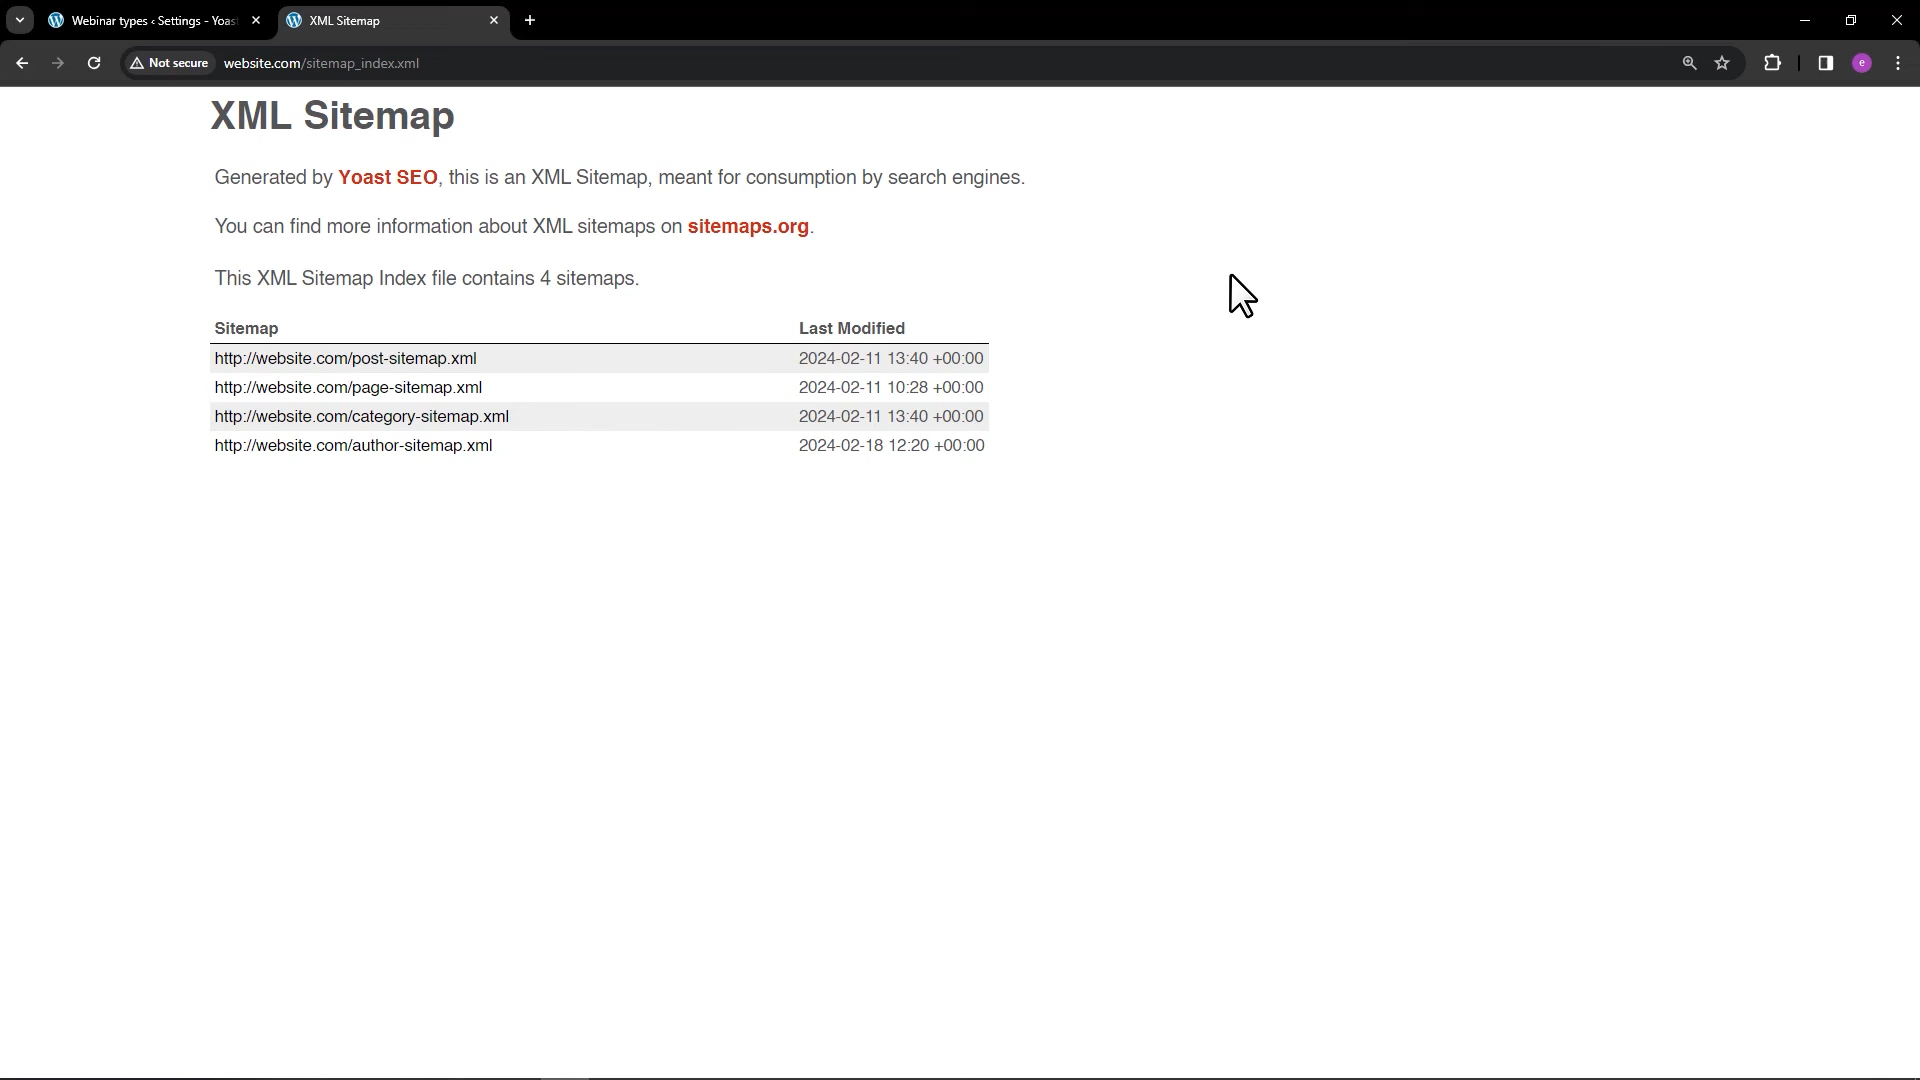 Webinar types ‹ Settings - Yoas
XML Sitemap
Not secure
website.com/sitemap_index.xml
e
XML Sitemap
Generated by Yoast SEO, this is an XML Sitemap, meant for consumption by search engines.
You can find more information about XML sitemaps on sitemaps.org.
This XML Sitemap Index file contains 4 sitemaps.
Sitemap Last Modified
http://website.com/post-sitemap.xml 2024-02-11 13:40 +00:00
http://website.com/page-sitemap.xml 2024-02-11 10:28 +00:00
http://website.com/category-sitemap.xml 2024-02-11 13:40 +00:00
http://website.com/author-sitemap.xml 2024-02-18 12:20 +00:00